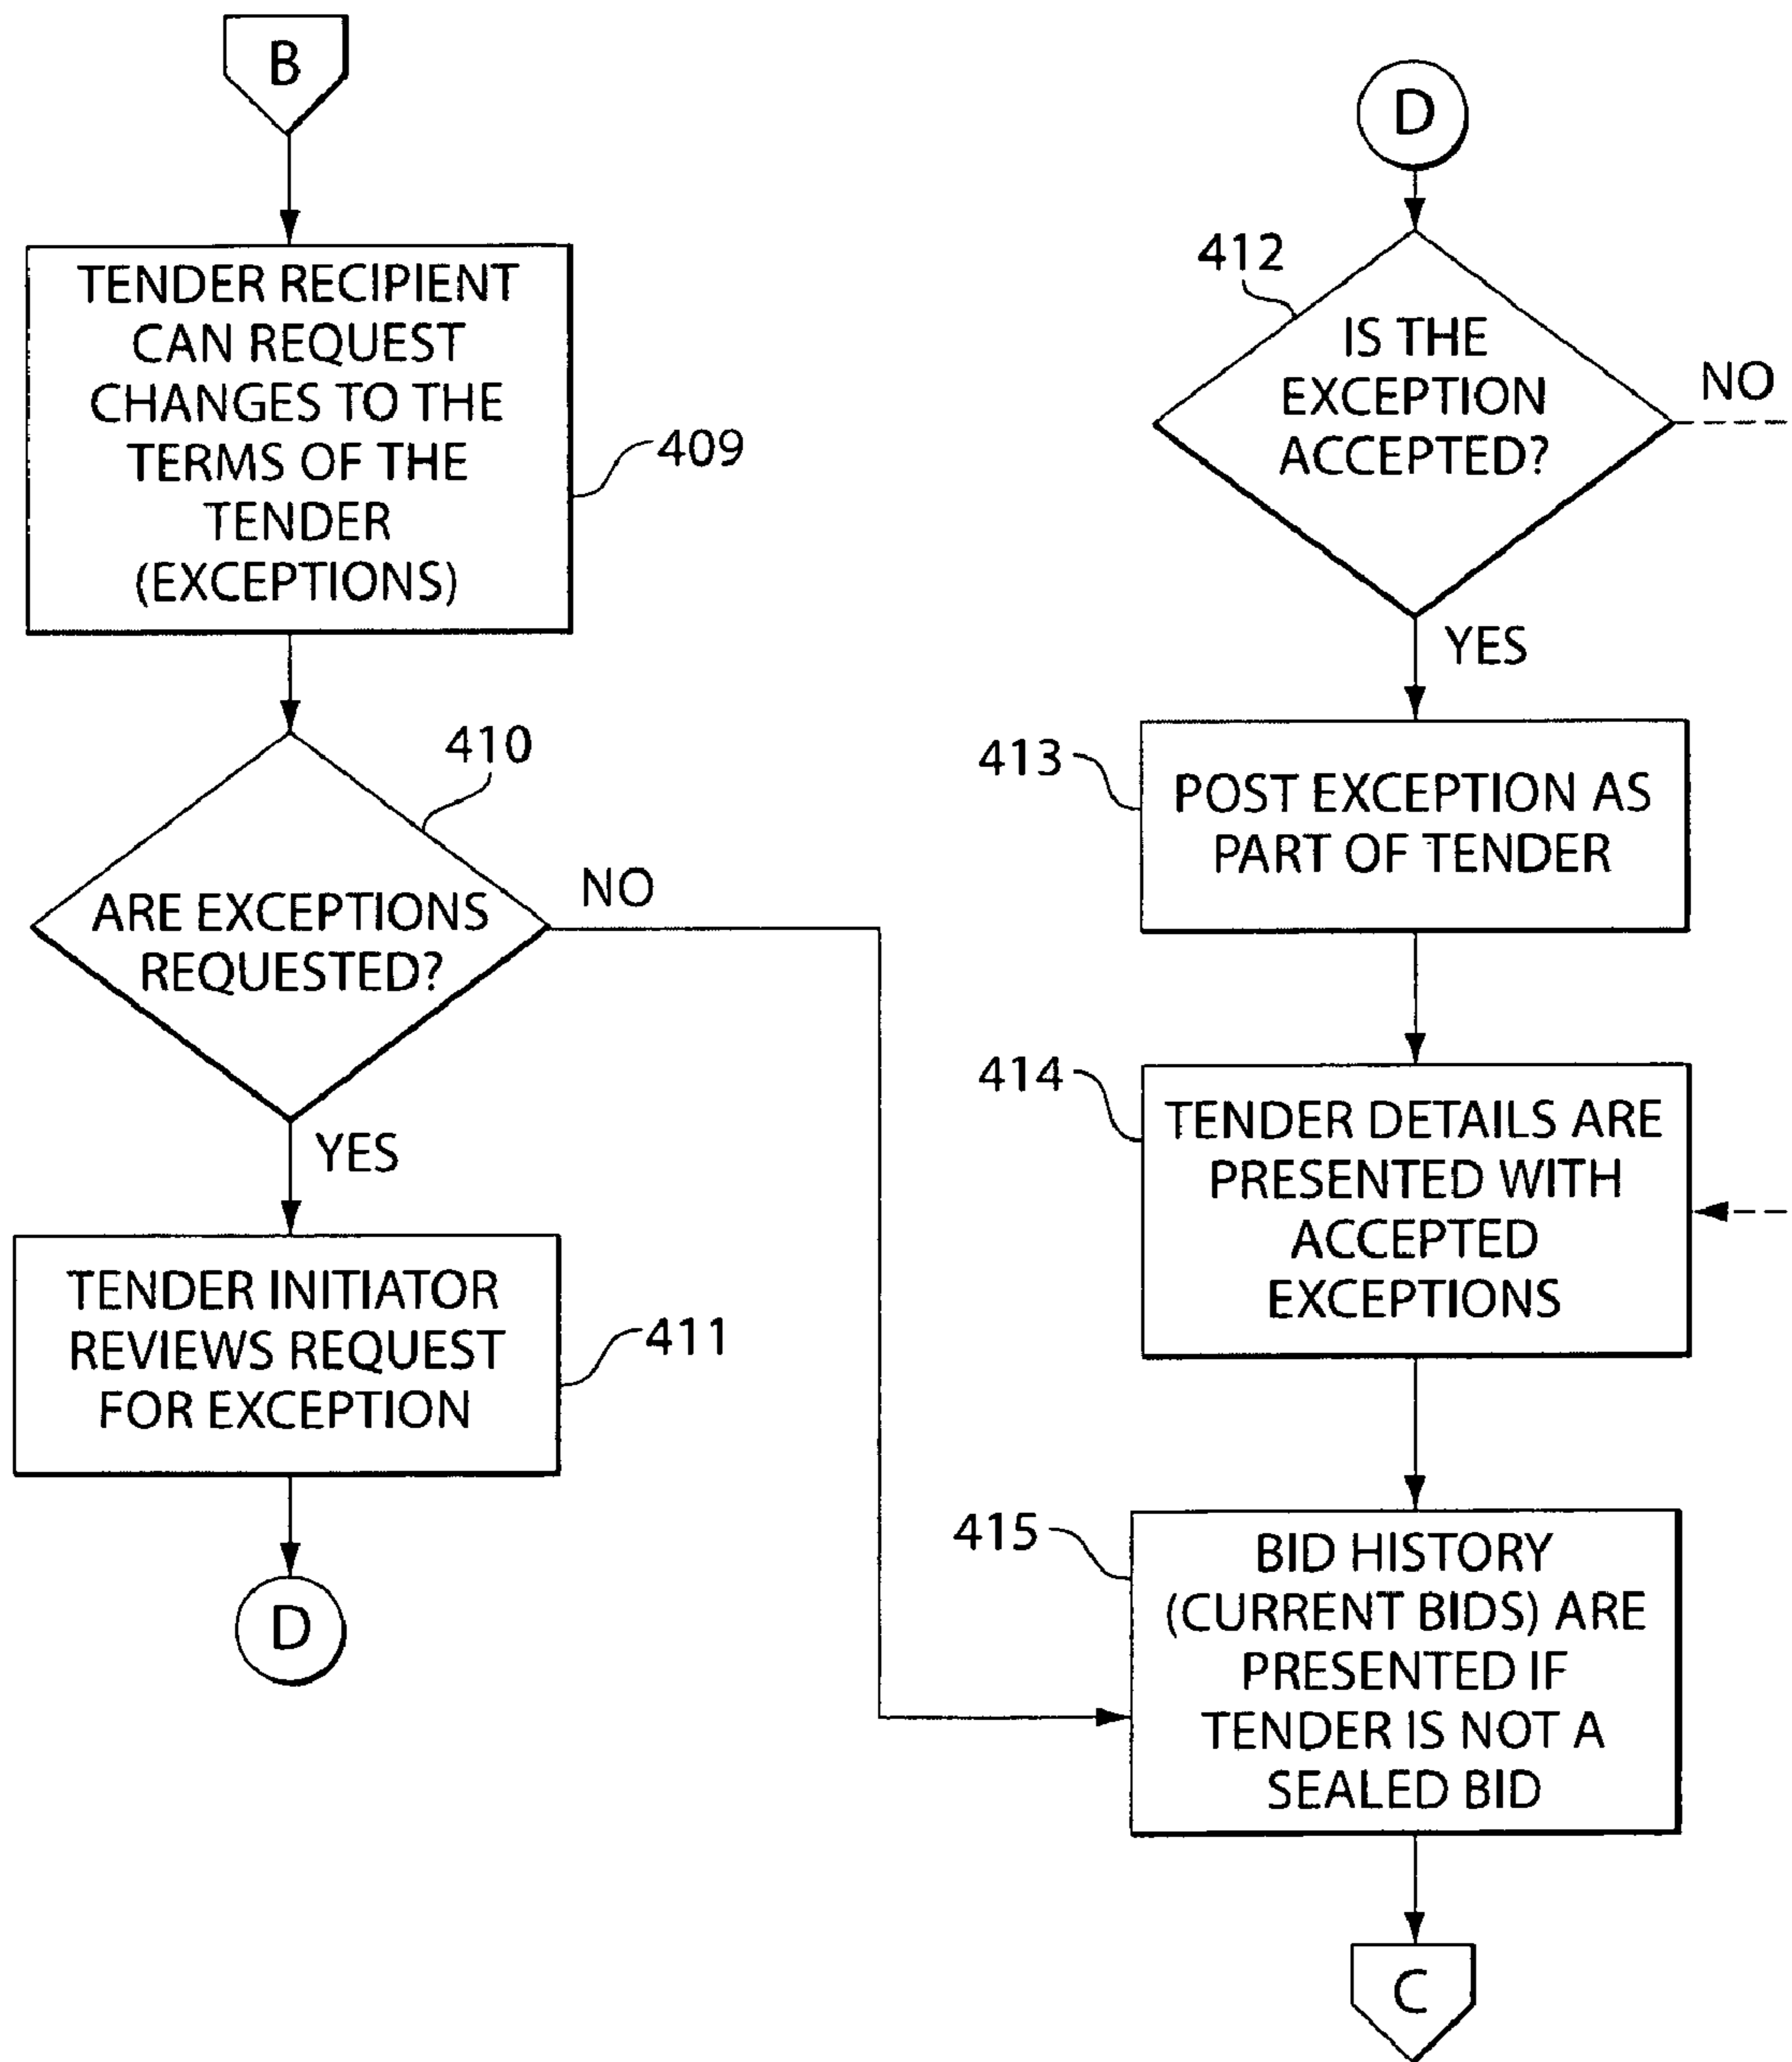 B
TENDER RECIPIENT
CAN REQUEST
CHANGES TO THE
TERMS OF THE
TENDER
(EXCEPTIONS)
409
410
ARE EXCEPTIONS
REQUESTED?
NO
YES
TENDER INITIATOR
REVIEWS REQUEST
FOR EXCEPTION
411
D
D
412
IS THE
EXCEPTION
ACCEPTED?
NO
YES
413
POST EXCEPTION AS
PART OF TENDER
414
TENDER DETAILS ARE
PRESENTED WITH
ACCEPTED
EXCEPTIONS
415
BID HISTORY
(CURRENT BIDS) ARE
PRESENTED IF
TENDER IS NOT A
SEALED BID
C